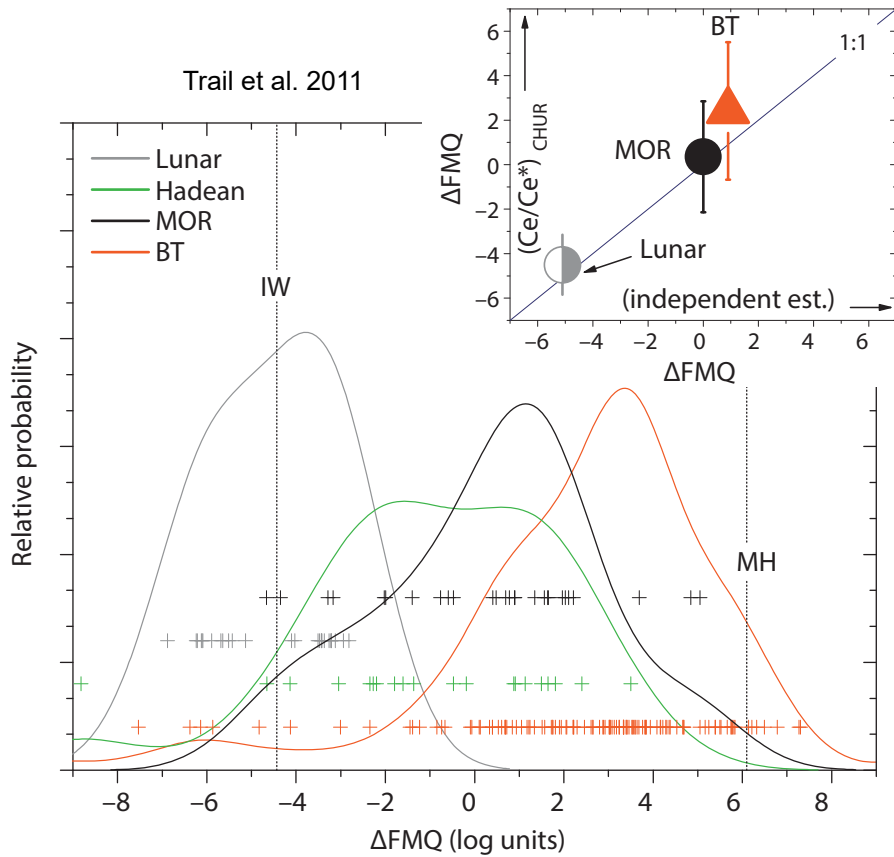 Trail et al. 2011
Lunar
Hadean
MOR
BT
IW
MH
Relative probability
−8 −6 −4 −2 0 2 4 6 8
ΔFMQ (log units)
6
4
2
0
−2
−4
−6
ΔFMQ
(Ce/Ce*) CHUR
BT
1:1
MOR
Lunar
(independent est.)
−6 −4 −2 0 2 4 6
ΔFMQ